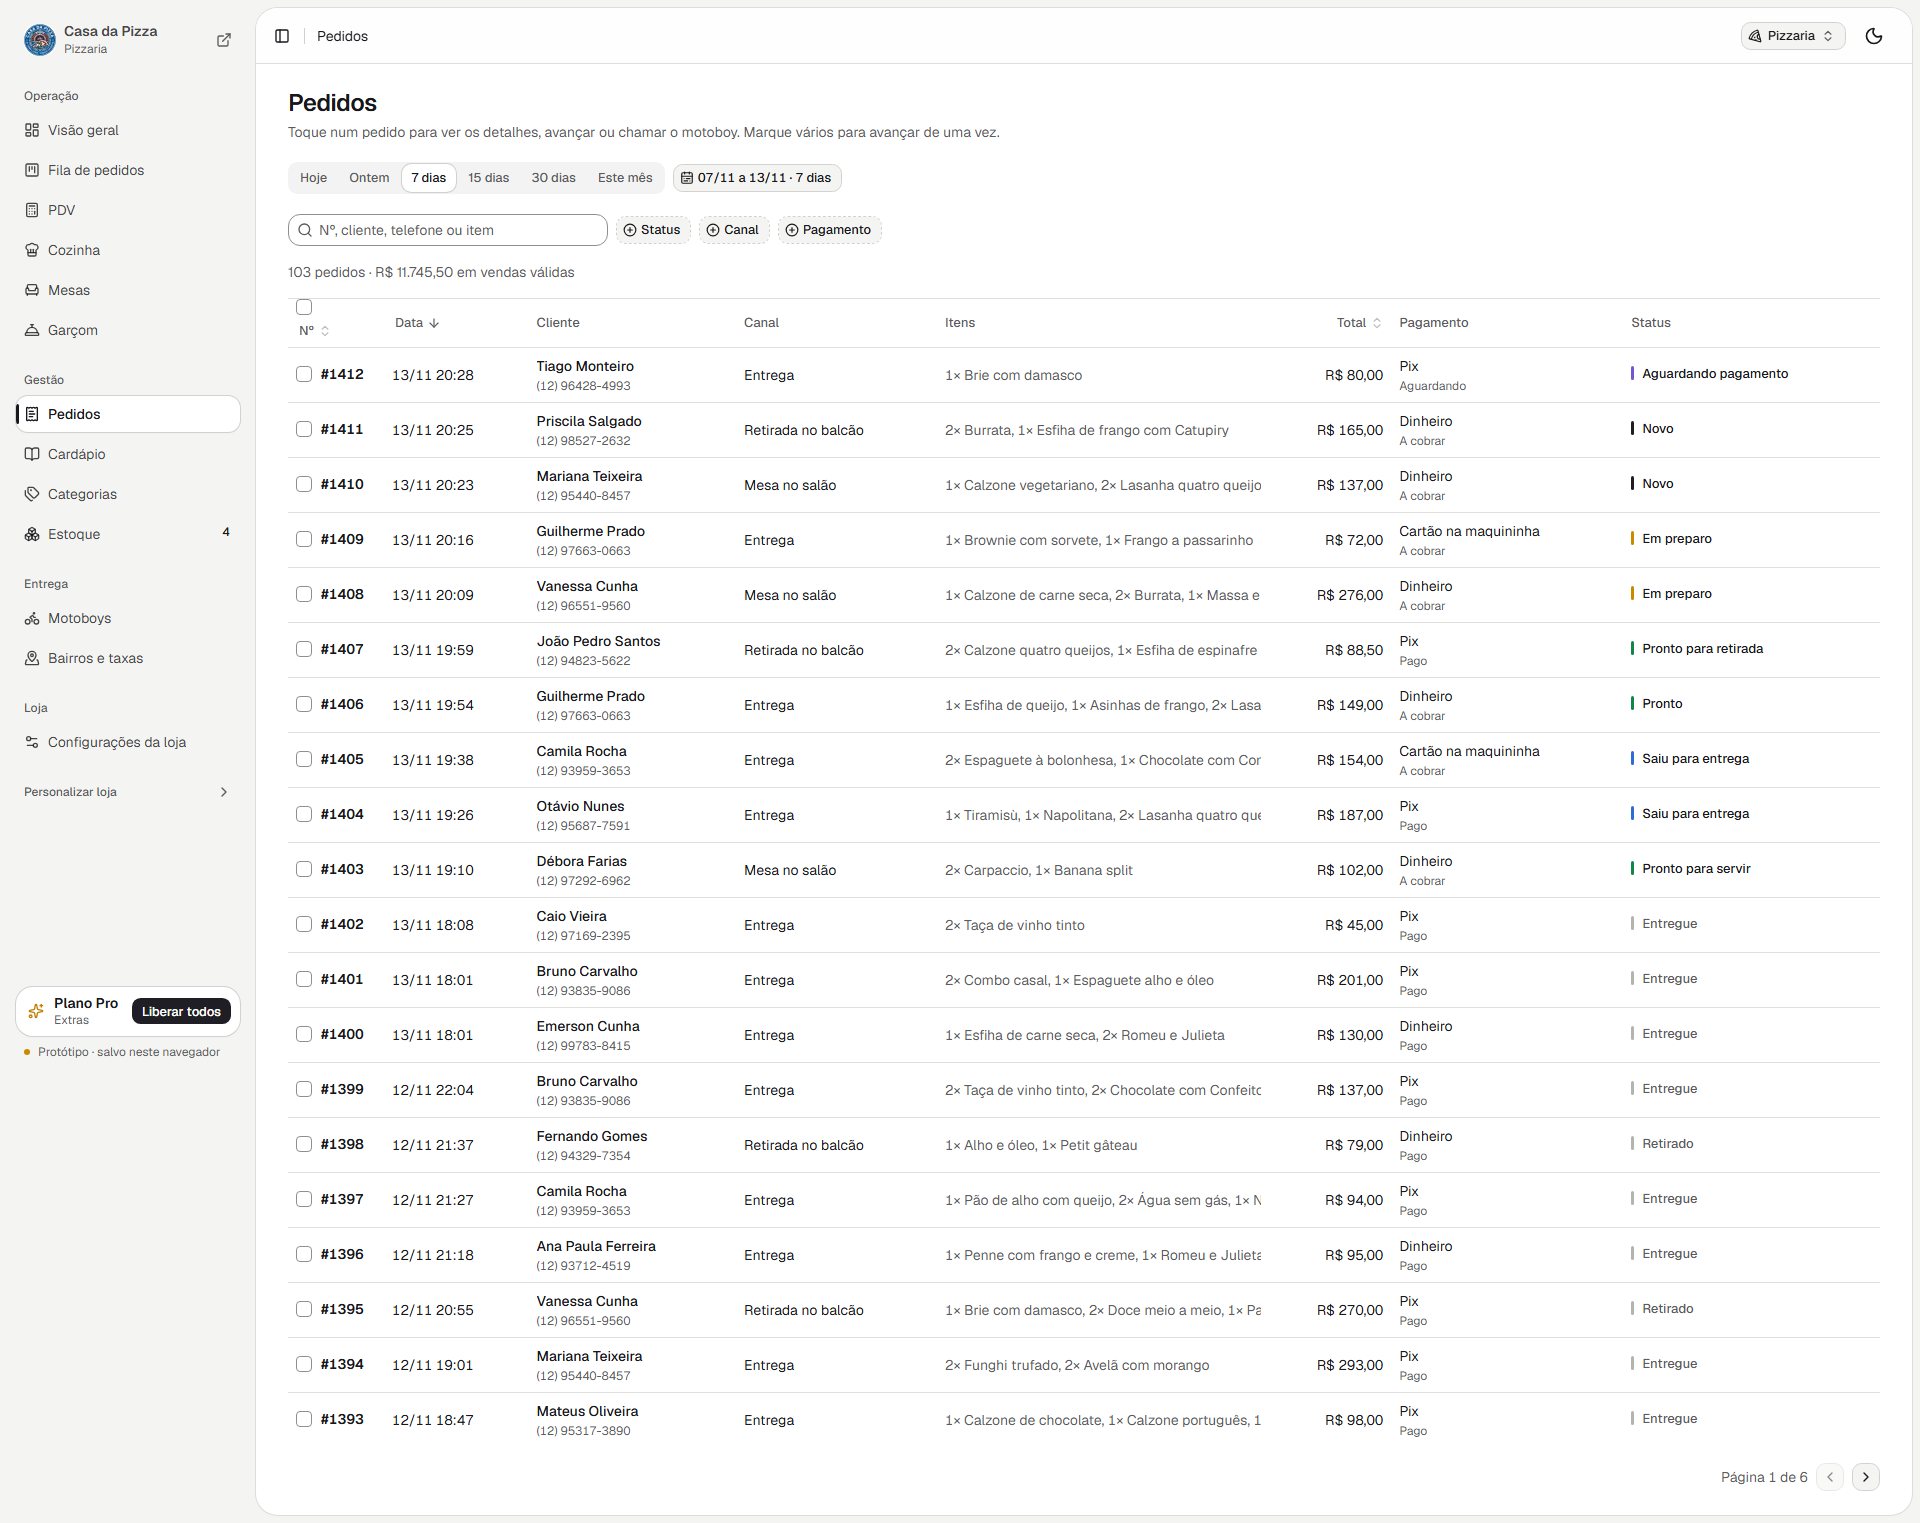 Casa da Pizza
Pizzaria
Operação
Visão geral
Fila de pedidos
PDV
Cozinha
Mesas
Garçom
Gestão
Pedidos
Cardápio
Categorias
Estoque 4
Entrega
Motoboys
Bairros e taxas
Loja
Configurações da loja
Personalizar loja
Plano Pro
Extras
Liberar todos
Protótipo · salvo neste navegador
Pedidos
Pizzaria
Pedidos
Toque num pedido para ver os detalhes, avançar ou chamar o motoboy. Marque vários para avançar de uma vez.
Hoje Ontem 7 dias 15 dias 30 dias Este mês 07/11 a 13/11 · 7 dias
Nº, cliente, telefone ou item Status Canal Pagamento
103 pedidos · R$ 11.745,50 em vendas válidas
Nº Data Cliente Canal Itens Total Pagamento Status
#1412 13/11 20:28 Tiago Monteiro Entrega 1× Brie com damasco R$ 80,00 Pix Aguardando pagamento
(12) 96428-4993 Aguardando
#1411 13/11 20:25 Priscila Salgado Retirada no balcão 2× Burrata, 1× Esfiha de frango com Catupiry R$ 165,00 Dinheiro Novo
(12) 98527-2632 A cobrar
#1410 13/11 20:23 Mariana Teixeira Mesa no salão 1× Calzone vegetariano, 2× Lasanha quatro queijo R$ 137,00 Dinheiro Novo
(12) 95440-8457 A cobrar
#1409 13/11 20:16 Guilherme Prado Entrega 1× Brownie com sorvete, 1× Frango a passarinho R$ 72,00 Cartão na maquininha Em preparo
(12) 97663-0663 A cobrar
#1408 13/11 20:09 Vanessa Cunha Mesa no salão 1× Calzone de carne seca, 2× Burrata, 1× Massa e R$ 276,00 Dinheiro Em preparo
(12) 96551-9560 A cobrar
#1407 13/11 19:59 João Pedro Santos Retirada no balcão 2× Calzone quatro queijos, 1× Esfiha de espinafre R$ 88,50 Pix Pronto para retirada
(12) 94823-5622 Pago
#1406 13/11 19:54 Guilherme Prado Entrega 1× Esfiha de queijo, 1× Asinhas de frango, 2× Lasa R$ 149,00 Dinheiro Pronto
(12) 97663-0663 A cobrar
#1405 13/11 19:38 Camila Rocha Entrega 2× Espaguete à bolonhesa, 1× Chocolate com Cor R$ 154,00 Cartão na maquininha Saiu para entrega
(12) 93959-3653 A cobrar
#1404 13/11 19:26 Otávio Nunes Entrega 1× Tiramisù, 1× Napolitana, 2× Lasanha quatro que R$ 187,00 Pix Saiu para entrega
(12) 95687-7591 Pago
#1403 13/11 19:10 Débora Farias Mesa no salão 2× Carpaccio, 1× Banana split R$ 102,00 Dinheiro Pronto para servir
(12) 97292-6962 A cobrar
#1402 13/11 18:08 Caio Vieira Entrega 2× Taça de vinho tinto R$ 45,00 Pix Entregue
(12) 97169-2395 Pago
#1401 13/11 18:01 Bruno Carvalho Entrega 2× Combo casal, 1× Espaguete alho e óleo R$ 201,00 Pix Entregue
(12) 93835-9086 Pago
#1400 13/11 18:01 Emerson Cunha Entrega 1× Esfiha de carne seca, 2× Romeu e Julieta R$ 130,00 Dinheiro Entregue
(12) 99783-8415 Pago
#1399 12/11 22:04 Bruno Carvalho Entrega 2× Taça de vinho tinto, 2× Chocolate com Confeitc R$ 137,00 Pix Entregue
(12) 93835-9086 Pago
#1398 12/11 21:37 Fernando Gomes Retirada no balcão 1× Alho e óleo, 1× Petit gâteau R$ 79,00 Dinheiro Retirado
(12) 94329-7354 Pago
#1397 12/11 21:27 Camila Rocha Entrega 1× Pão de alho com queijo, 2× Água sem gás, 1× N R$ 94,00 Pix Entregue
(12) 93959-3653 Pago
#1396 12/11 21:18 Ana Paula Ferreira Entrega 1× Penne com frango e creme, 1× Romeu e Julieta R$ 95,00 Dinheiro Entregue
(12) 93712-4519 Pago
#1395 12/11 20:55 Vanessa Cunha Retirada no balcão 1× Brie com damasco, 2× Doce meio a meio, 1× Pa R$ 270,00 Pix Retirado
(12) 96551-9560 Pago
#1394 12/11 19:01 Mariana Teixeira Entrega 2× Funghi trufado, 2× Avelã com morango R$ 293,00 Pix Entregue
(12) 95440-8457 Pago
#1393 12/11 18:47 Mateus Oliveira Entrega 1× Calzone de chocolate, 1× Calzone português, 1 R$ 98,00 Pix Entregue
(12) 95317-3890 Pago
Página 1 de 6